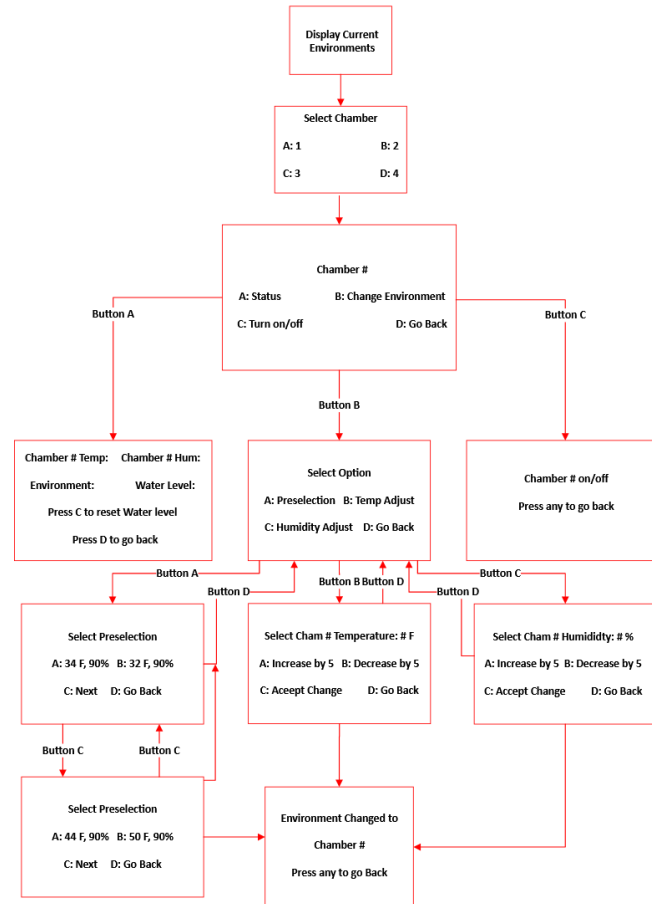 Display Current
Environments
Select Chamber
A: 1 B: 2
C: 3 D: 4
Chamber #
A: Status B: Change Environment
C: Turn on/off D: Go Back
Button A
Button C
Button B
Chamber # Temp: Chamber # Hum:
Environment: Water Level:
Press C to reset Water level
Press D to go back
Select Option
A: Preselection B: Temp Adjust
C: Humidity Adjust D: Go Back
Chamber # on/off
Press any to go back
Button A
Button D
Button B
Button D
Button D
Button C
Select Preselection
A: 34 F, 90% B: 32 F, 90%
C: Next D: Go Back
Select Cham # Temperature: # F
A: Increase by 5 B: Decrease by 5
C: Aceept Change D: Go Back
Select Cham # Humididty: # %
A: Increase by 5 B: Decrease by 5
C: Accept Change D: Go Back
Button C
Button C
Select Preselection
A: 44 F, 90% B: 50 F, 90%
C: Next D: Go Back
Environment Changed to
Chamber #
Press any to go Back